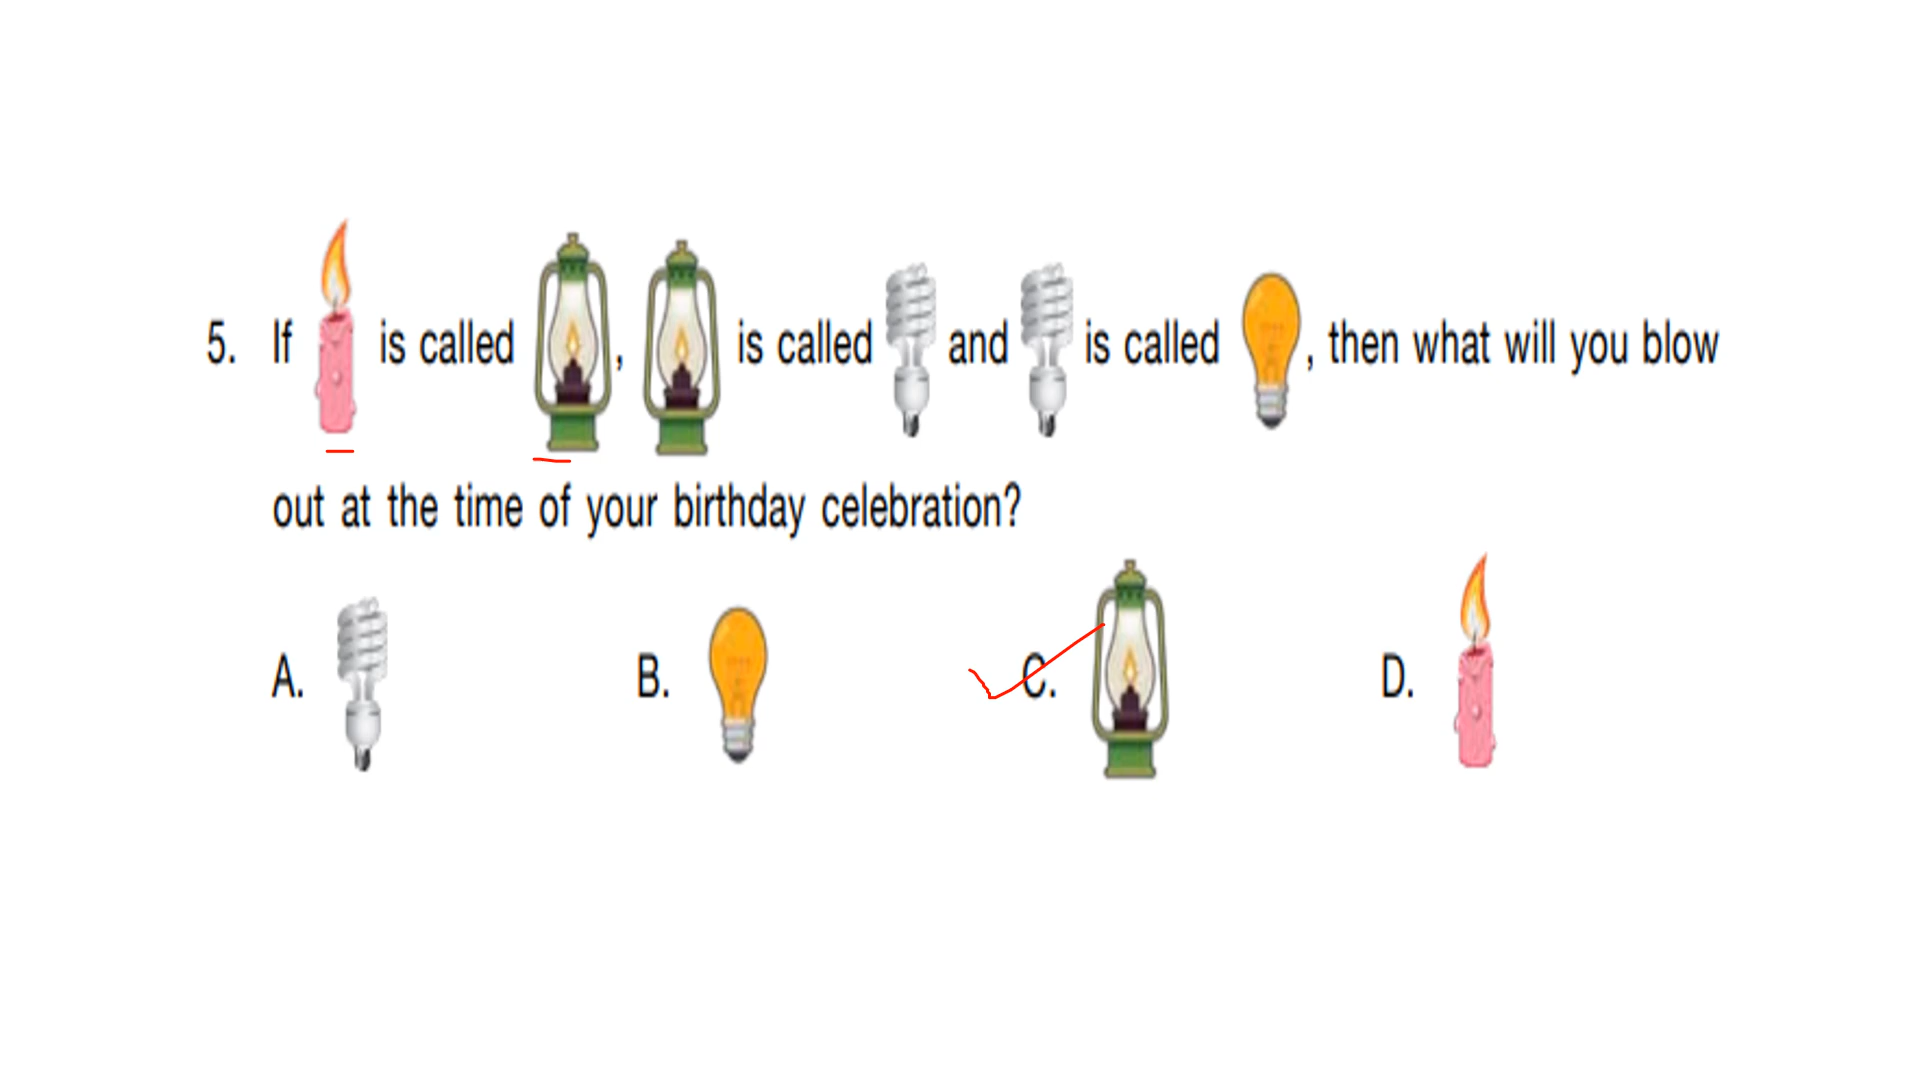 5. If is called , is called and is called , then what will you blow
out at the time of your birthday celebration?
A. B. C. D.